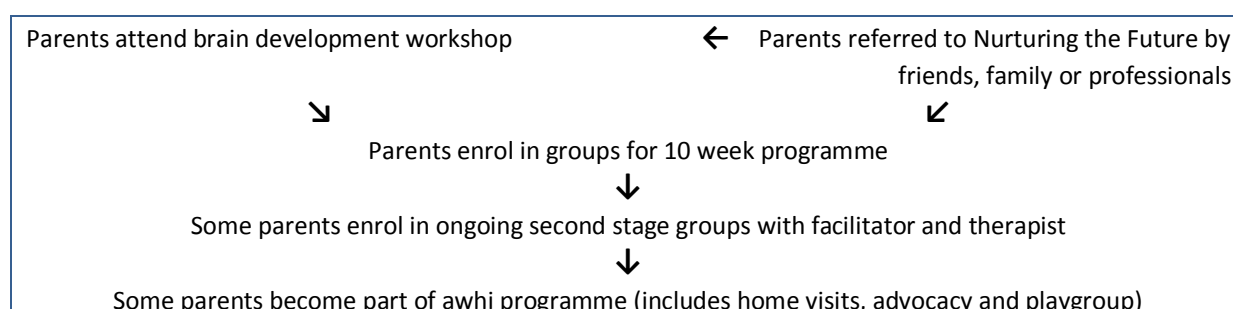 Parents attend brain development workshop ← Parents referred to Nurturing the Future by
friends, family or professionals
↘ ↙
Parents enrol in groups for 10 week programme
↓
Some parents enrol in ongoing second stage groups with facilitator and therapist
↓
Some parents become part of awhi programme (includes home visits, advocacy and playgroup)